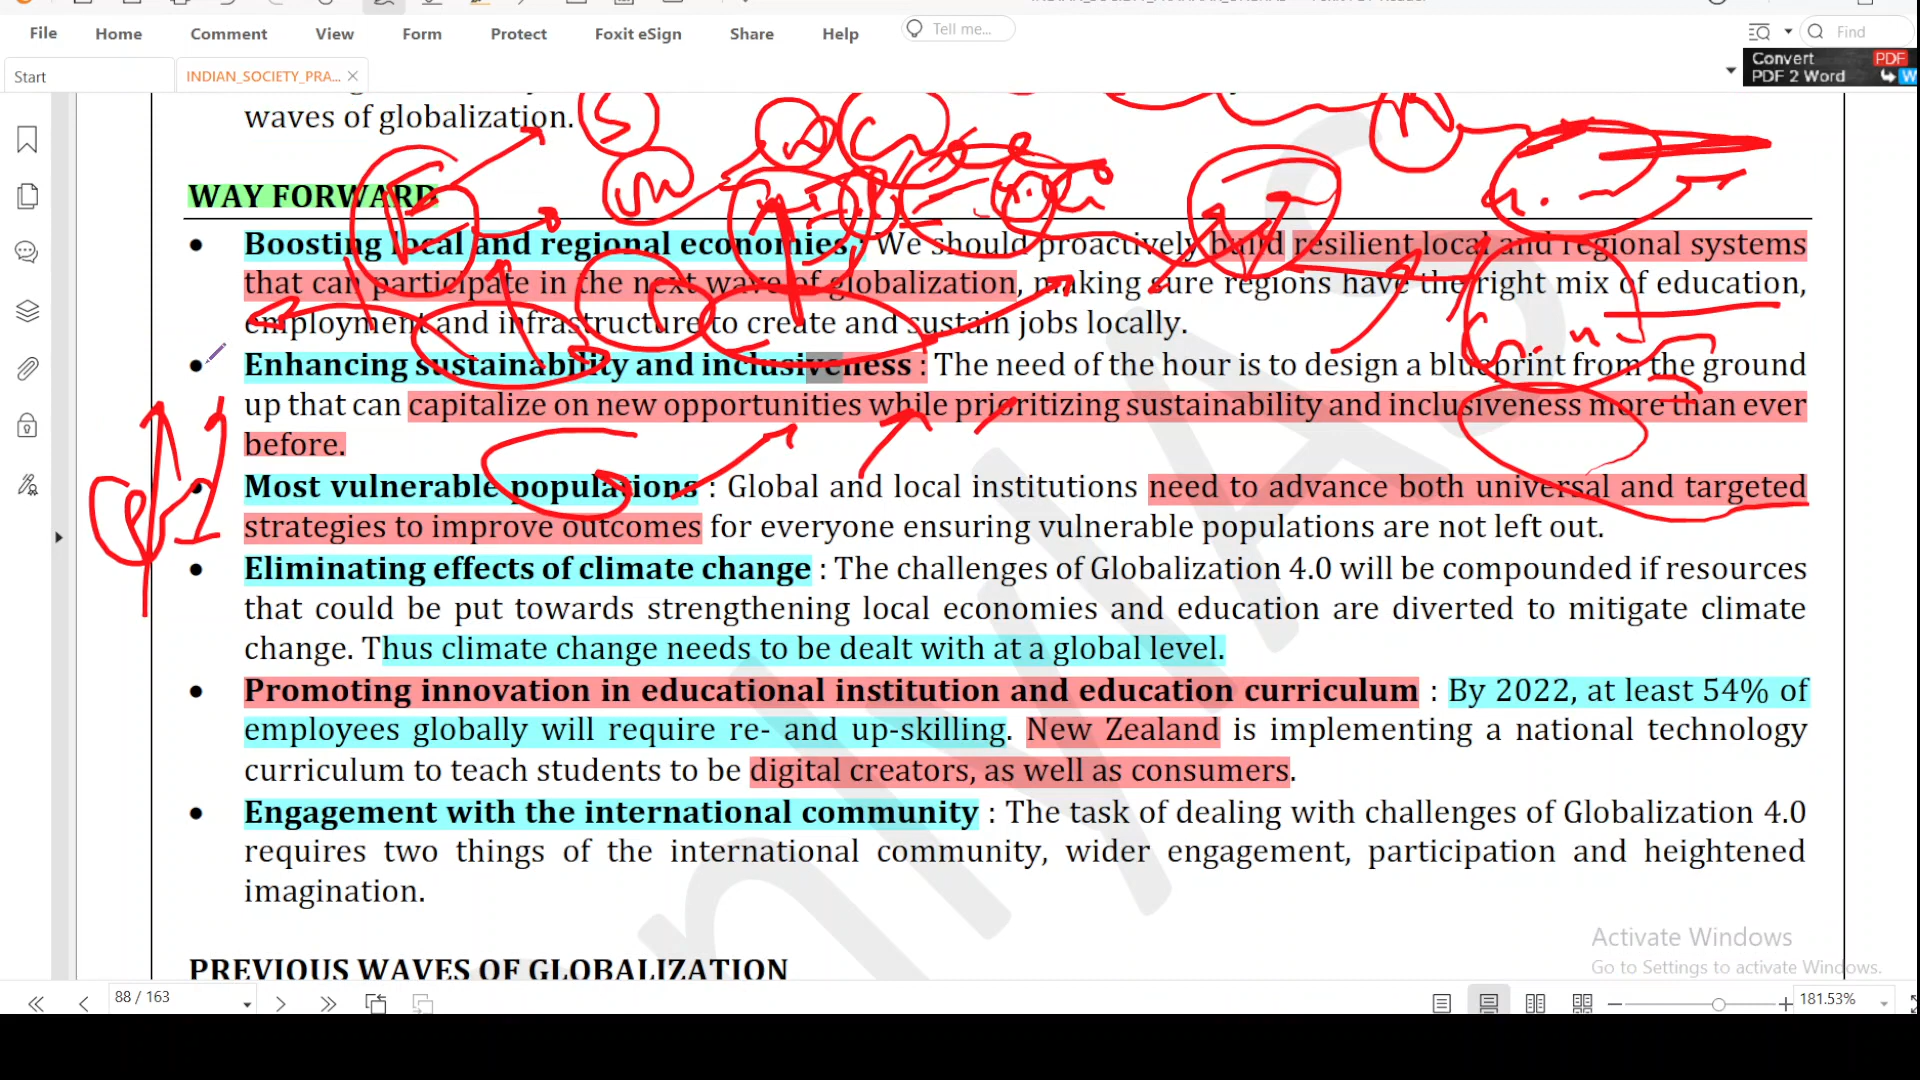 File Home Comment View Form Protect Foxit eSign Share Help Tell me... Find
Convert PDF
PDF 2 Word W
Start INDIAN_SOCIETY_PRA...
waves of globalization.
WAY FORWARD
• Boosting local and regional economies : We should proactively build resilient local and regional systems
that can participate in the next wave of globalization, making sure regions have the right mix of education,
employment and infrastructure to create and sustain jobs locally.
• Enhancing sustainability and inclusiveness : The need of the hour is to design a blueprint from the ground
up that can capitalize on new opportunities while prioritizing sustainability and inclusiveness more than ever
before.
• Most vulnerable populations : Global and local institutions need to advance both universal and targeted
strategies to improve outcomes for everyone ensuring vulnerable populations are not left out.
• Eliminating effects of climate change : The challenges of Globalization 4.0 will be compounded if resources
that could be put towards strengthening local economies and education are diverted to mitigate climate
change. Thus climate change needs to be dealt with at a global level.
• Promoting innovation in educational institution and education curriculum : By 2022, at least 54% of
employees globally will require re- and up-skilling. New Zealand is implementing a national technology
curriculum to teach students to be digital creators, as well as consumers.
• Engagement with the international community : The task of dealing with challenges of Globalization 4.0
requires two things of the international community, wider engagement, participation and heightened
imagination.
Activate Windows
Go to Settings to activate Windows.
PREVIOUS WAVES OF GLOBALIZATION
88 / 163 181.53%